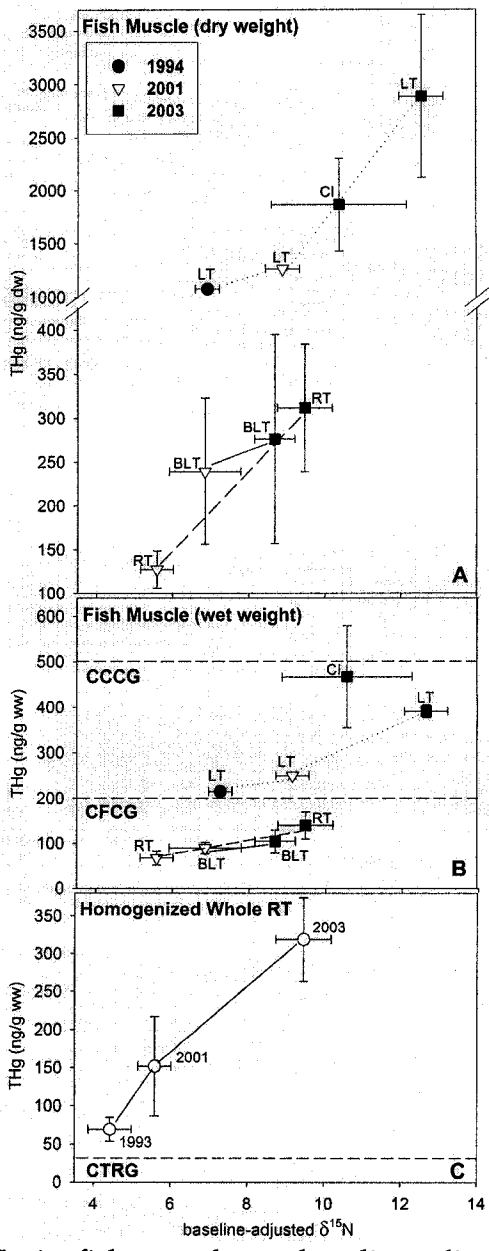 Fish Muscle (dry weight)
1994
2001
2003
3500
3000
2500
2000
1500
1000
400
350
300
250
200
150
100
THg (ng/g dw)
LT
CI
LT
LT
RT
BLT
BLT
RT
A
Fish Muscle (wet weight)
600
500
400
300
200
100
0
THg (ng/g ww)
CCCG
CI
LT
LT
LT
CFCG
RT
RT
BLT
BLT
B
Homogenized Whole RT
350
300
250
200
150
100
50
0
THg (ng/g ww)
2003
2001
1993
CTRG
C
4 6 8 10 12 14
baseline-adjusted δ15N